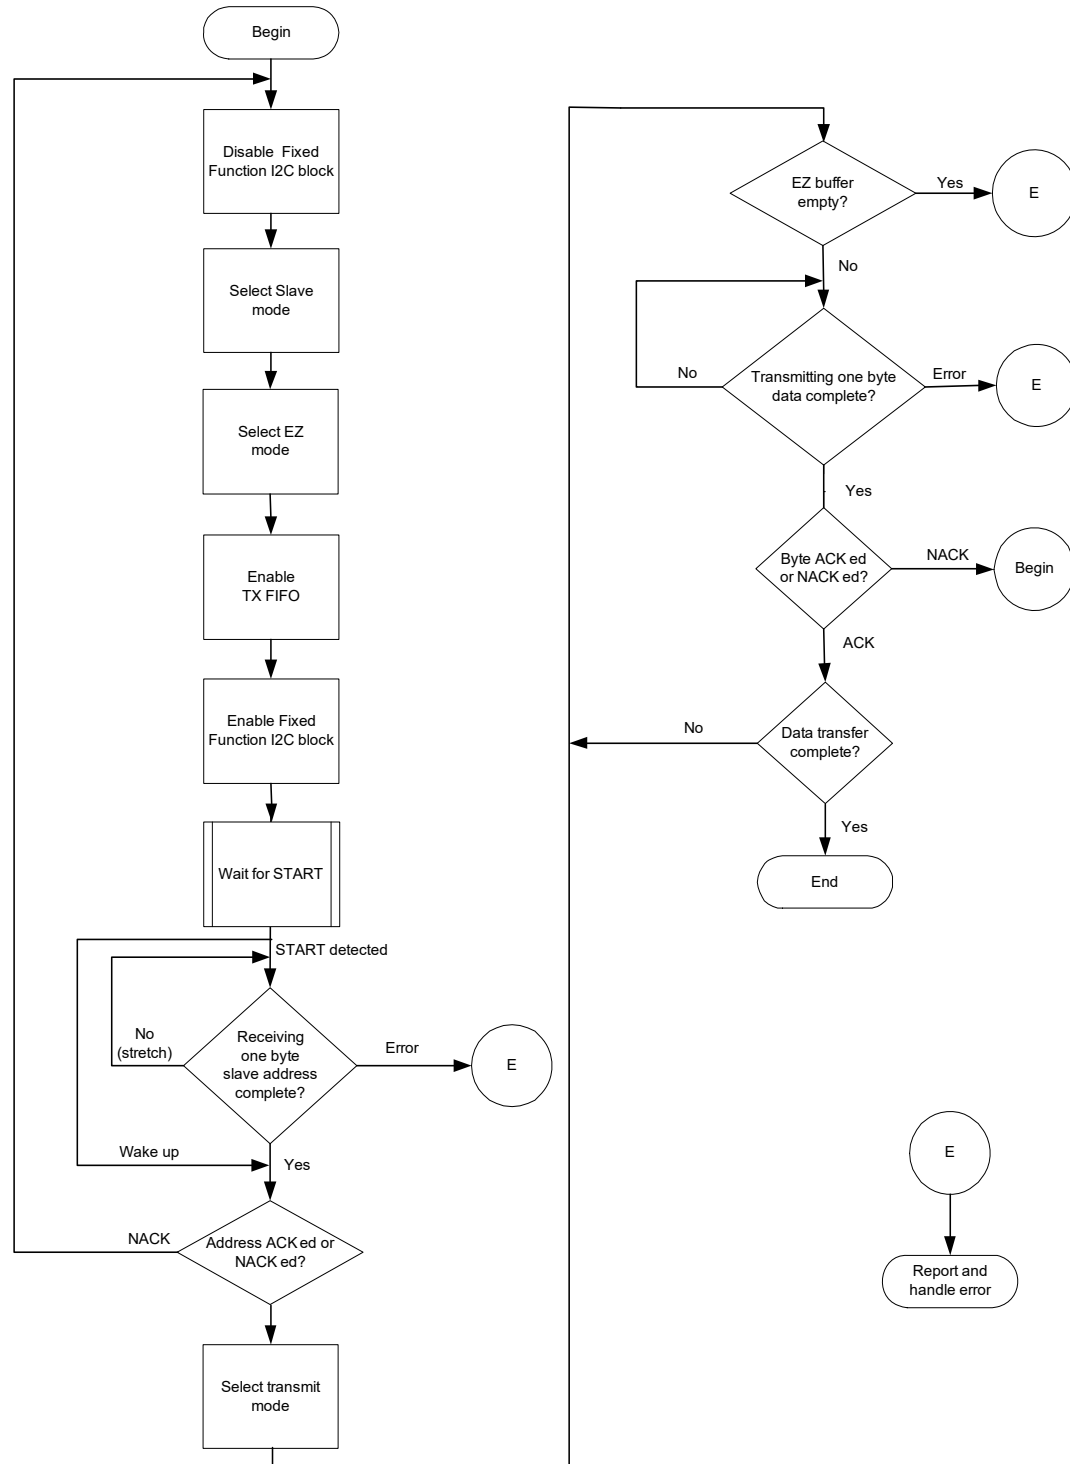 Begin
Disable Fixed
Function I2C block
Select Slave
mode
Select EZ
mode
Enable
TX FIFO
Enable Fixed
Function I2C block
Wait for START
START detected
No
(stretch)
Receiving
one byte
slave address
complete?
Error
E
Wake up
Yes
NACK
Address ACK ed or
NACK ed?
Select transmit
mode
EZ buffer
empty?
Yes
E
No
No
Transmitting one byte
data complete?
Error
E
Yes
Byte ACK ed
or NACK ed?
NACK
Begin
ACK
No
Data transfer
complete?
Yes
End
E
Report and
handle error